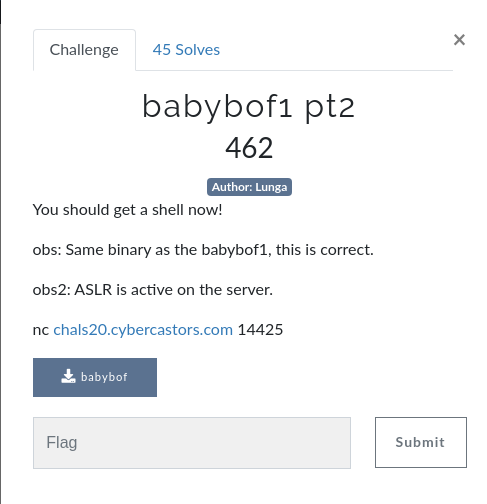 Challenge
45 Solves
×
babybof1 pt2
462
Author: Lunga
You should get a shell now!
obs: Same binary as the babybof1, this is correct.
obs2: ASLR is active on the server.
nc chals20.cybercastors.com 14425
babybof
Flag
Submit